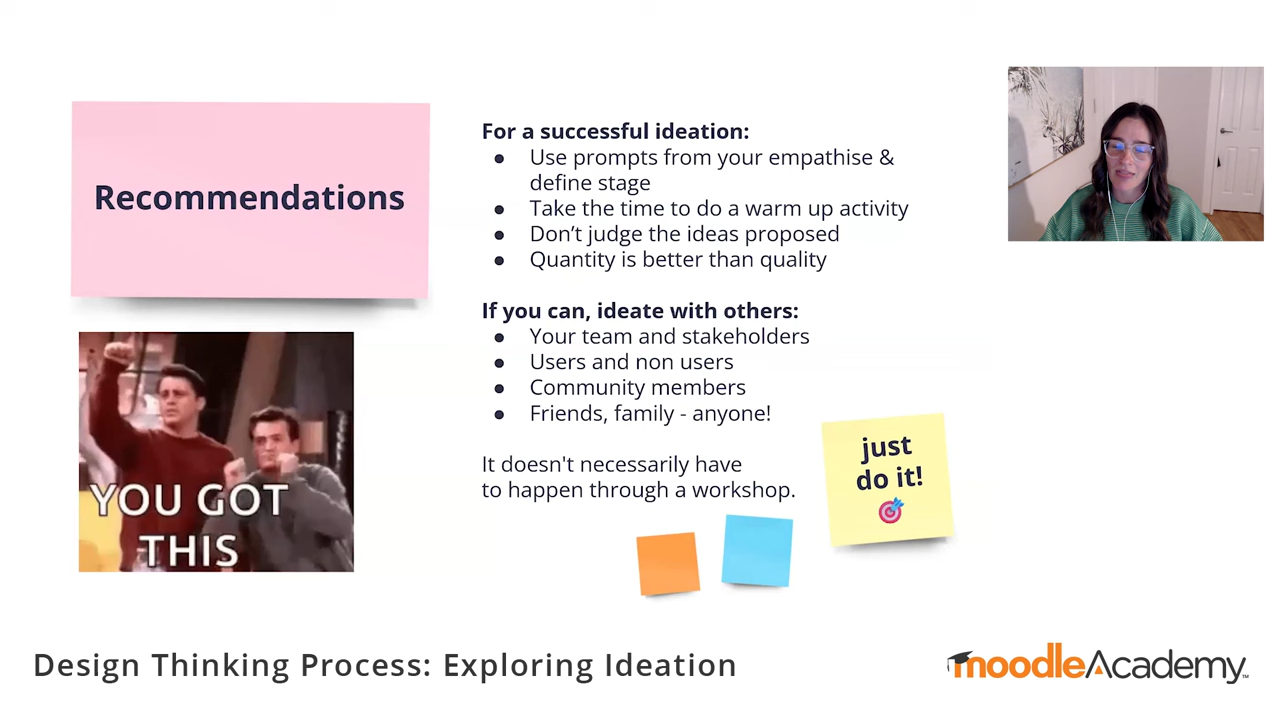 Recommendations
For a successful ideation:
● Use prompts from your empathise &
define stage
● Take the time to do a warm up activity
● Don’t judge the ideas proposed
● Quantity is better than quality
If you can, ideate with others:
● Your team and stakeholders
● Users and non users
● Community members
● Friends, family - anyone!
It doesn't necessarily have
to happen through a workshop.
just
do it!
YOU GOT
THIS
Design Thinking Process: Exploring Ideation
moodleAcademy™